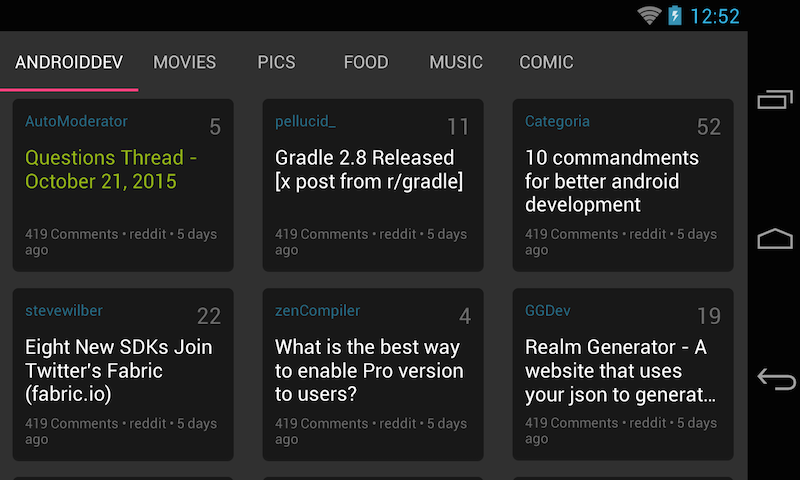 12:52
ANDROIDDEV MOVIES PICS FOOD MUSIC COMIC
AutoModerator 5
Questions Thread -
October 21, 2015
419 Comments • reddit • 5 days
ago
pellucid_ 11
Gradle 2.8 Released
[x post from r/gradle]
419 Comments • reddit • 5 days
ago
Categoria 52
10 commandments
for better android
development
419 Comments • reddit • 5 days
ago
stevewilber 22
Eight New SDKs Join
Twitter's Fabric
(fabric.io)
419 Comments • reddit • 5 days
ago
zenCompiler 4
What is the best way
to enable Pro version
to users?
419 Comments • reddit • 5 days
ago
GGDev 19
Realm Generator - A
website that uses
your json to generat...
419 Comments • reddit • 5 days
ago